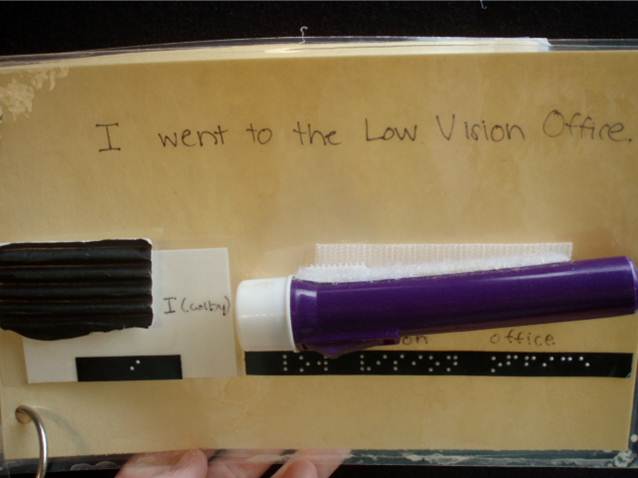 I went to the Low Vision Office.
I (colby)
office